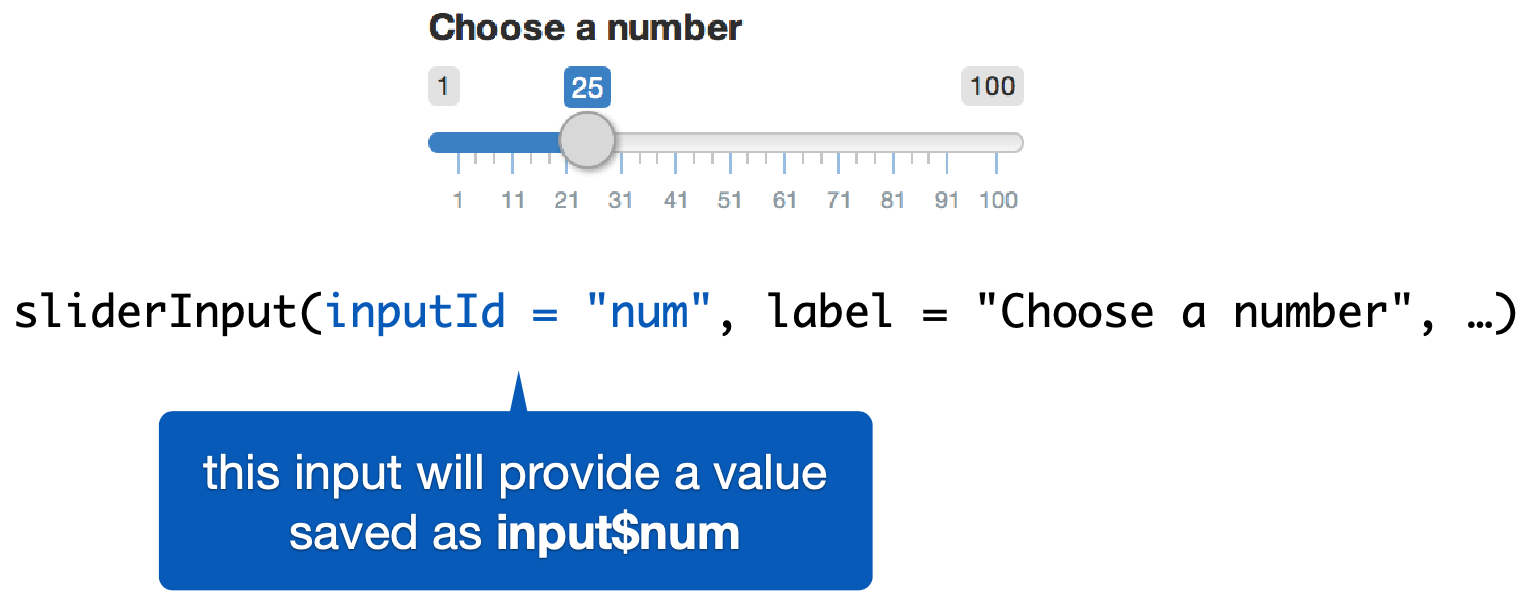 Choose a number
1 25 100
1 11 21 31 41 51 61 71 81 91 100
sliderInput(inputId = "num", label = "Choose a number", …)
this input will provide a value
saved as input$num